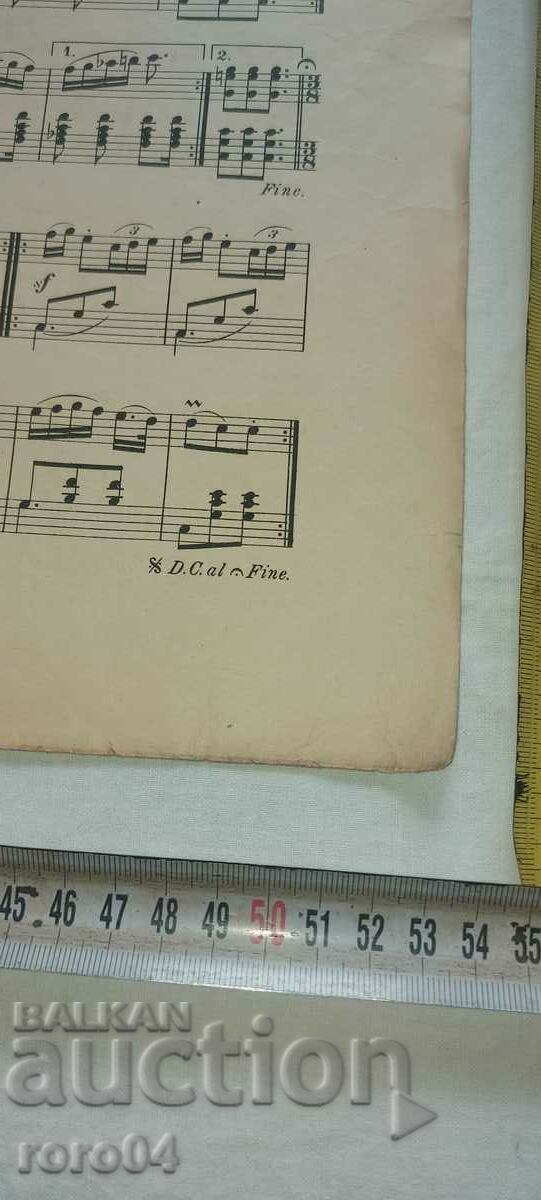 1.
2.
Fine.
3
3
sf
𝄋 D.C. al 𝄐 Fine.
45 46 47 48 49 50 51 52 53 54 55
BALKAN
auction
roro04